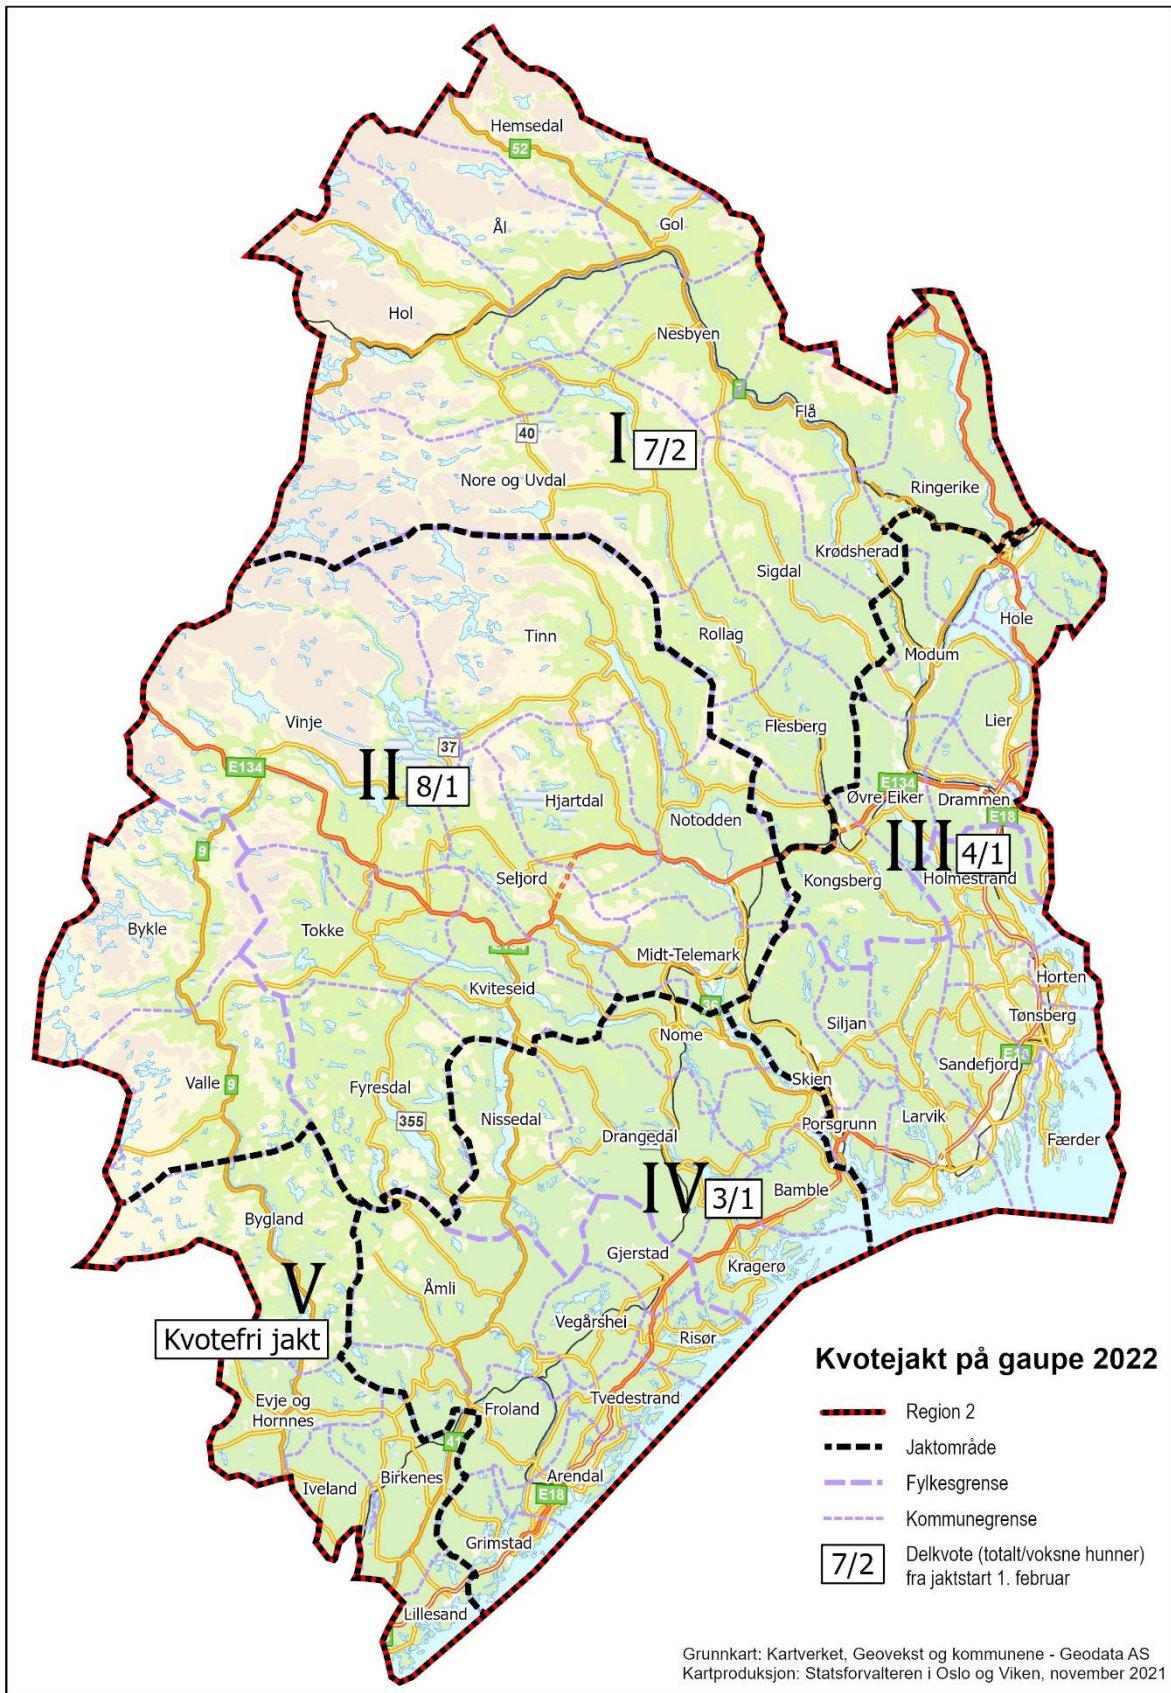 Hemsedal
52
Ål
Gol
Hol
Nesbyen
Flå
40
I
7/2
Nore og Uvdal
Ringerike
Krødsherad
Sigdal
Hole
Tinn
Rollag
Modum
Vinje
Flesberg
Lier
37
E134
II
8/1
Hjartdal
Notodden
Øvre Eiker
E134
Drammen
E18
III
4/1
9
Seljord
Kongsberg
Holmestrand
Bykle
Tokke
Midt-Telemark
Kviteseid
36
Horten
Siljan
Tønsberg
Nome
Sandefjord
Valle
9
Fyresdal
Skien
355
Nissedal
Larvik
Porsgrunn
Drangedal
Færder
IV
3/1
Bamble
Bygland
Gjerstad
Kragerø
V
Åmli
Kvotefri jakt
Vegårshei
Risør
Kvotejakt på gaupe 2022
Evje og
Hornnes
Froland
Tvedestrand
Region 2
41
Jaktområde
Iveland
Birkenes
Arendal
E18
Fylkesgrense
Kommunegrense
Grimstad
7/2
Delkvote (totalt/voksne hunner)
fra jaktstart 1. februar
Lillesand
Grunnkart: Kartverket, Geovekst og kommunene - Geodata AS
Kartproduksjon: Statsforvalteren i Oslo og Viken, november 2021